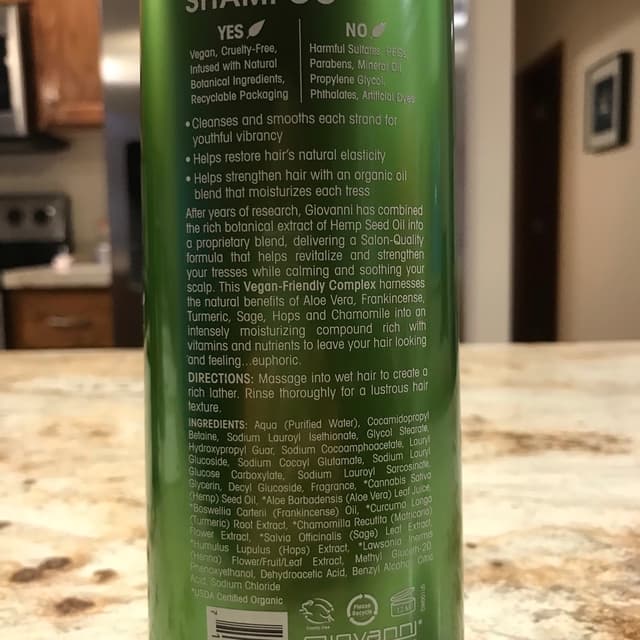 SHAMPOO
YES
NO
Vegan, Cruelty-Free,
Infused with Natural
Botanical Ingredients,
Recyclable Packaging
Harmful Sulfates, PEGs,
Parabens, Mineral Oil,
Propylene Glycol,
Phthalates, Artificial Dyes
•Cleanses and smooths each strand for
youthful vibrancy
•Helps restore hair's natural elasticity
•Helps strengthen hair with an organic oil
blend that moisturizes each tress
After years of research, Giovanni has combined
the rich botanical extract of Hemp Seed Oil into
a proprietary blend, delivering a Salon-Quality
formula that helps revitalize and strengthen
your tresses while calming and soothing your
scalp. This Vegan-Friendly Complex harnesses
the natural benefits of Aloe Vera, Frankincense,
Turmeric, Sage, Hops and Chamomile into an
intensely moisturizing compound rich with
vitamins and nutrients to leave your hair looking
and feeling...euphoric.
DIRECTIONS: Massage into wet hair to create a
rich lather. Rinse thoroughly for a lustrous hair
texture.
INGREDIENTS: Aqua (Purified Water), Cocamidopropyl
Betaine, Sodium Lauroyl Isethionate, Glycol Stearate,
Hydroxypropyl Guar, Sodium Cocoamphoacetate, Lauryl
Glucoside, Sodium Cocoyl Glutamate, Sodium Lauryl
Glucose Carboxylate, Sodium Lauroyl Sarcosinate,
Glycerin, Decyl Glucoside, Fragrance, *Cannabis Sativa
(Hemp) Seed Oil, *Aloe Barbadensis (Aloe Vera) Leaf Juice,
*Boswellia Carterii (Frankincense) Oil, *Curcuma Longa
(Turmeric) Root Extract, *Chamomilla Recutita (Matricaria)
Flower Extract, *Salvia Officinalis (Sage) Leaf Extract,
*Humulus Lupulus (Hops) Extract, *Lawsonia Inermis
(Henna) Flower/Fruit/Leaf Extract, Methyl Gluceth-20,
Phenoxyethanol, Dehydroacetic Acid, Benzyl Alcohol, Citric
Acid, Sodium Chloride
*USDA Certified Organic
Cruelty free
Please
Recycle
12 M
giovanni